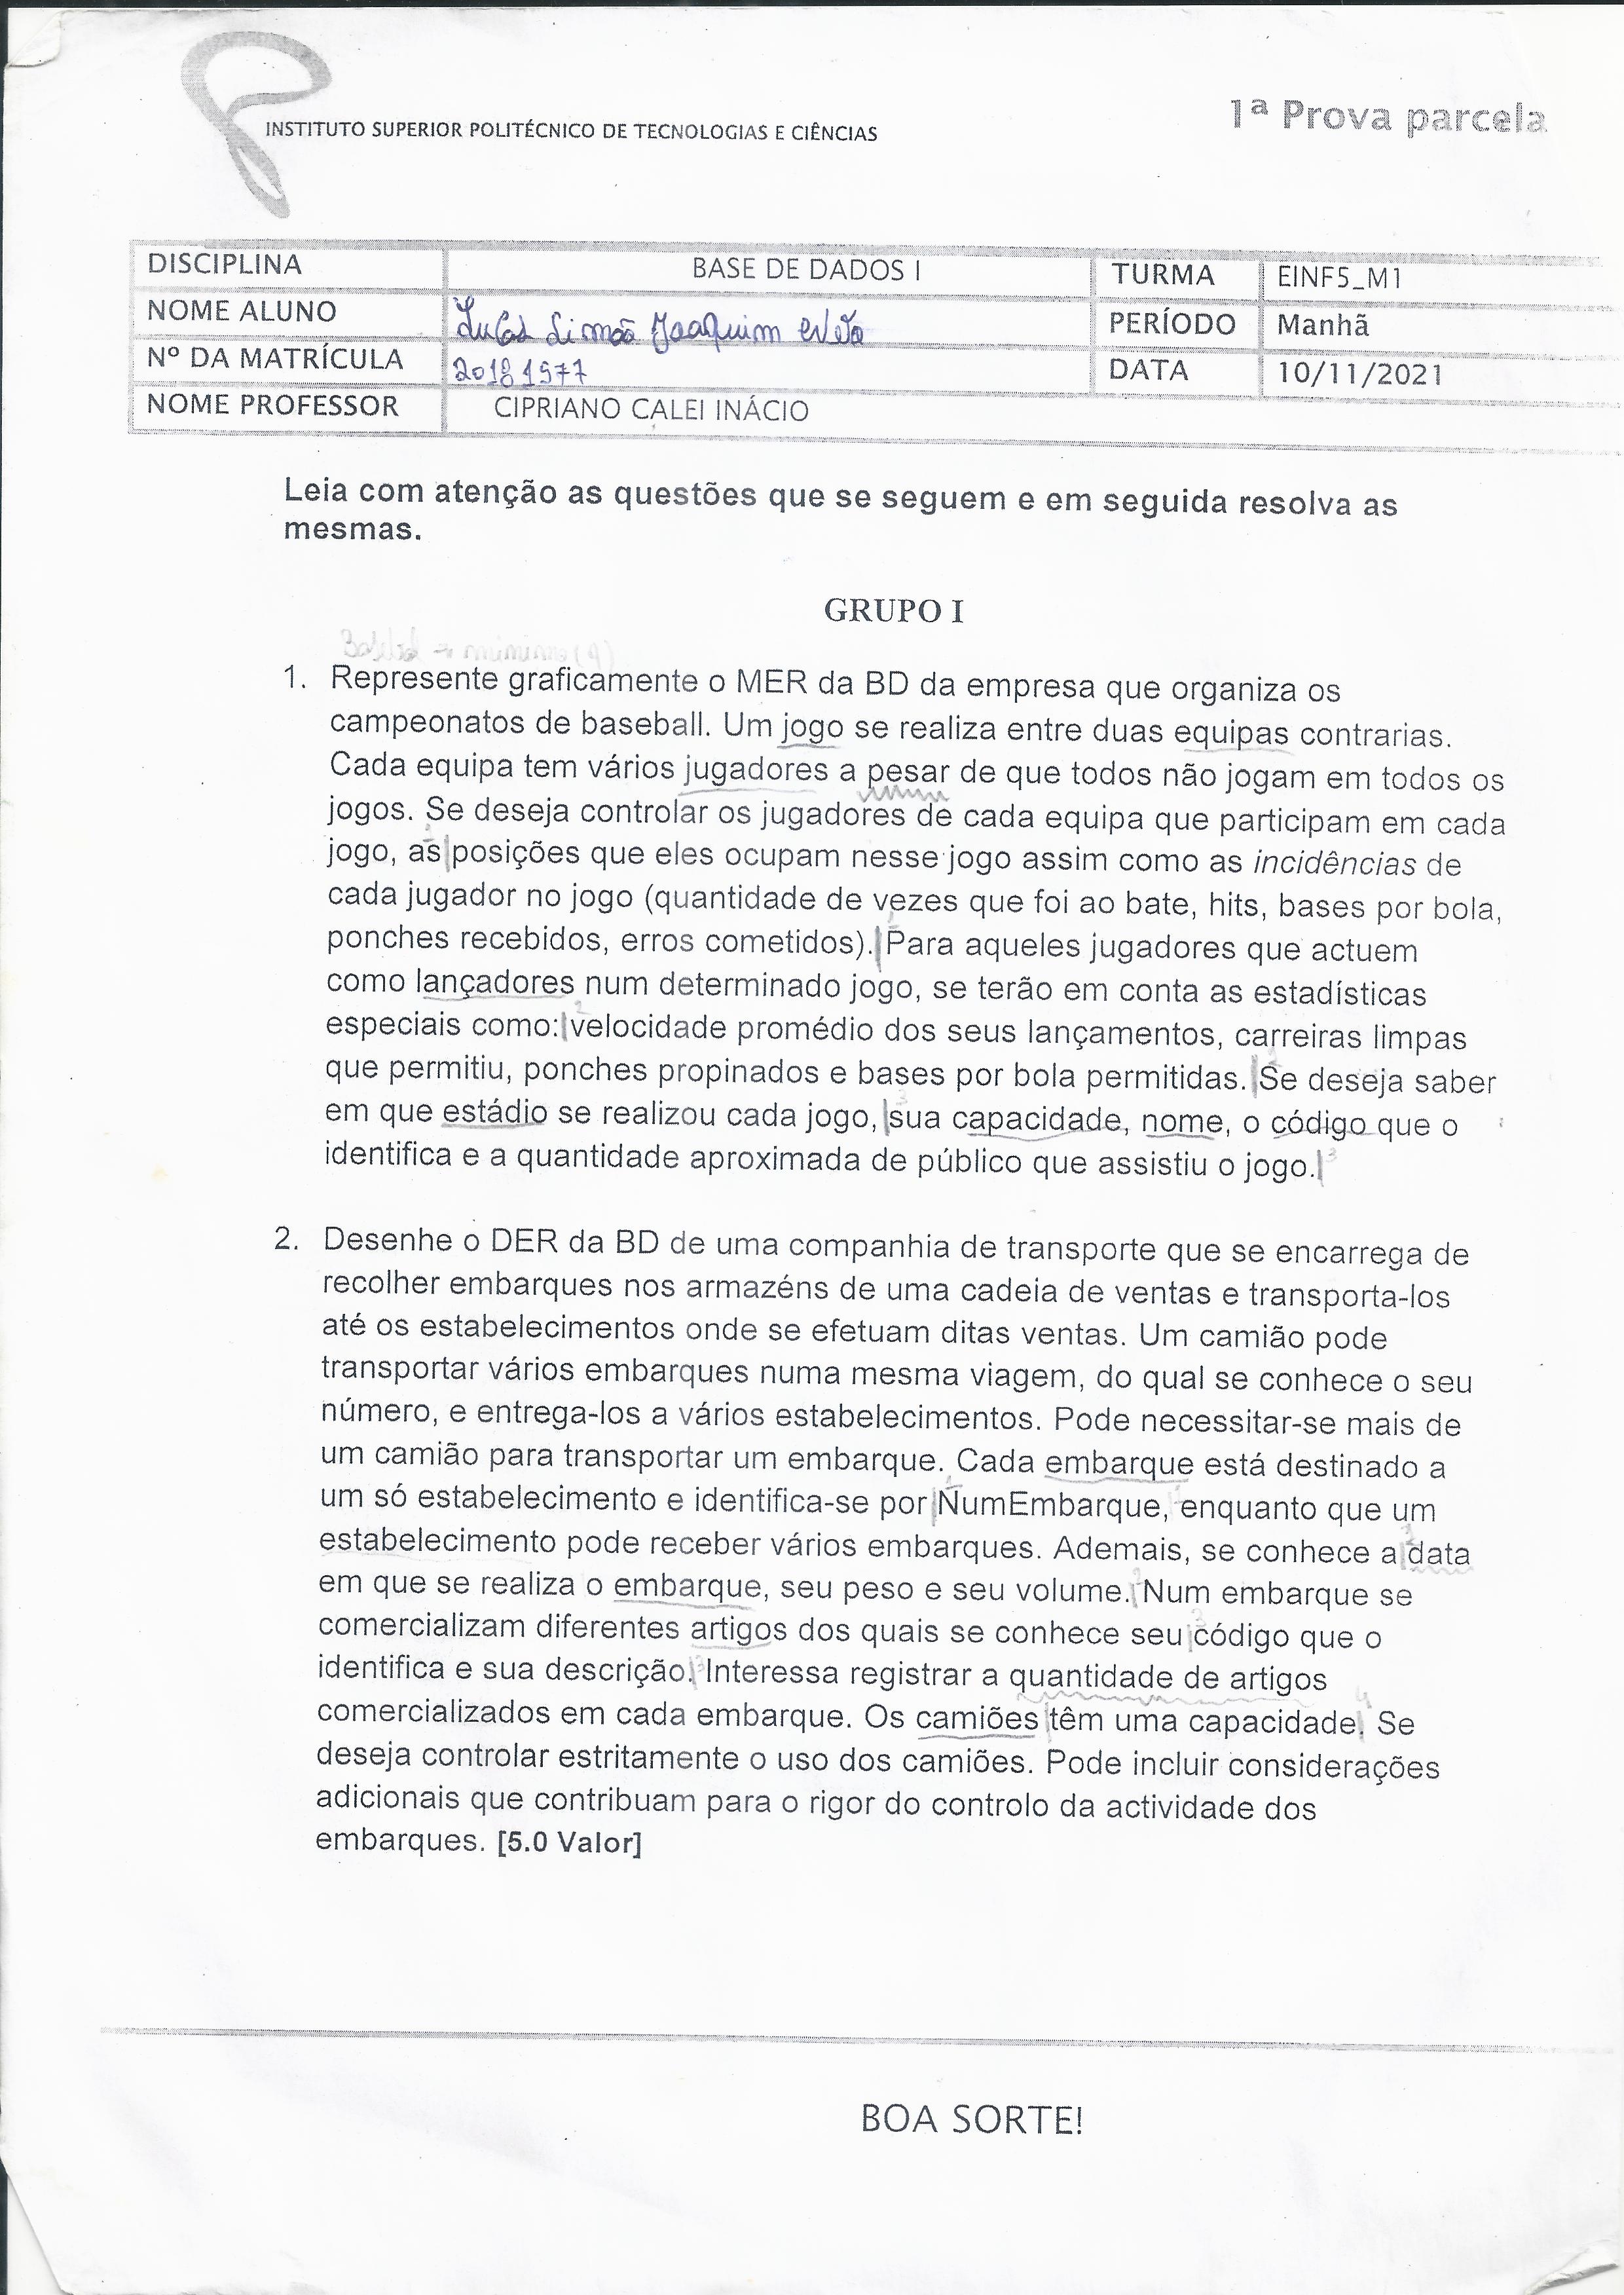 INSTITUTO SUPERIOR POLITÉCNICO DE TECNOLOGIAS E CIÊNCIAS
1ª Prova parcela
DISCIPLINA BASE DE DADOS I TURMA EINF5_M1
NOME ALUNO Lucas Simão Joaquim Neto PERÍODO Manhã
Nº DA MATRÍCULA 20181977 DATA 10/11/2021
NOME PROFESSOR CIPRIANO CALEI INÁCIO
Leia com atenção as questões que se seguem e em seguida resolva as
mesmas.
GRUPO I
1. Represente graficamente o MER da BD da empresa que organiza os
campeonatos de baseball. Um jogo se realiza entre duas equipas contrarias.
Cada equipa tem vários jugadores a pesar de que todos não jogam em todos os
jogos. Se deseja controlar os jugadores de cada equipa que participam em cada
jogo, as posições que eles ocupam nesse jogo assim como as incidências de
cada jugador no jogo (quantidade de vezes que foi ao bate, hits, bases por bola,
ponches recebidos, erros cometidos). Para aqueles jugadores que actuem
como lançadores num determinado jogo, se terão em conta as estadísticas
especiais como: velocidade promédio dos seus lançamentos, carreiras limpas
que permitiu, ponches propinados e bases por bola permitidas. Se deseja saber
em que estádio se realizou cada jogo, sua capacidade, nome, o código que o
identifica e a quantidade aproximada de público que assistiu o jogo.
2. Desenhe o DER da BD de uma companhia de transporte que se encarrega de
recolher embarques nos armazéns de uma cadeia de ventas e transporta-los
até os estabelecimentos onde se efetuam ditas ventas. Um camião pode
transportar vários embarques numa mesma viagem, do qual se conhece o seu
número, e entrega-los a vários estabelecimentos. Pode necessitar-se mais de
um camião para transportar um embarque. Cada embarque está destinado a
um só estabelecimento e identifica-se por NumEmbarque, enquanto que um
estabelecimento pode receber vários embarques. Ademais, se conhece a data
em que se realiza o embarque, seu peso e seu volume. Num embarque se
comercializam diferentes artigos dos quais se conhece seu código que o
identifica e sua descrição. Interessa registrar a quantidade de artigos
comercializados em cada embarque. Os camiões têm uma capacidade. Se
deseja controlar estritamente o uso dos camiões. Pode incluir considerações
adicionais que contribuam para o rigor do controlo da actividade dos
embarques. [5.0 Valor]
BOA SORTE!